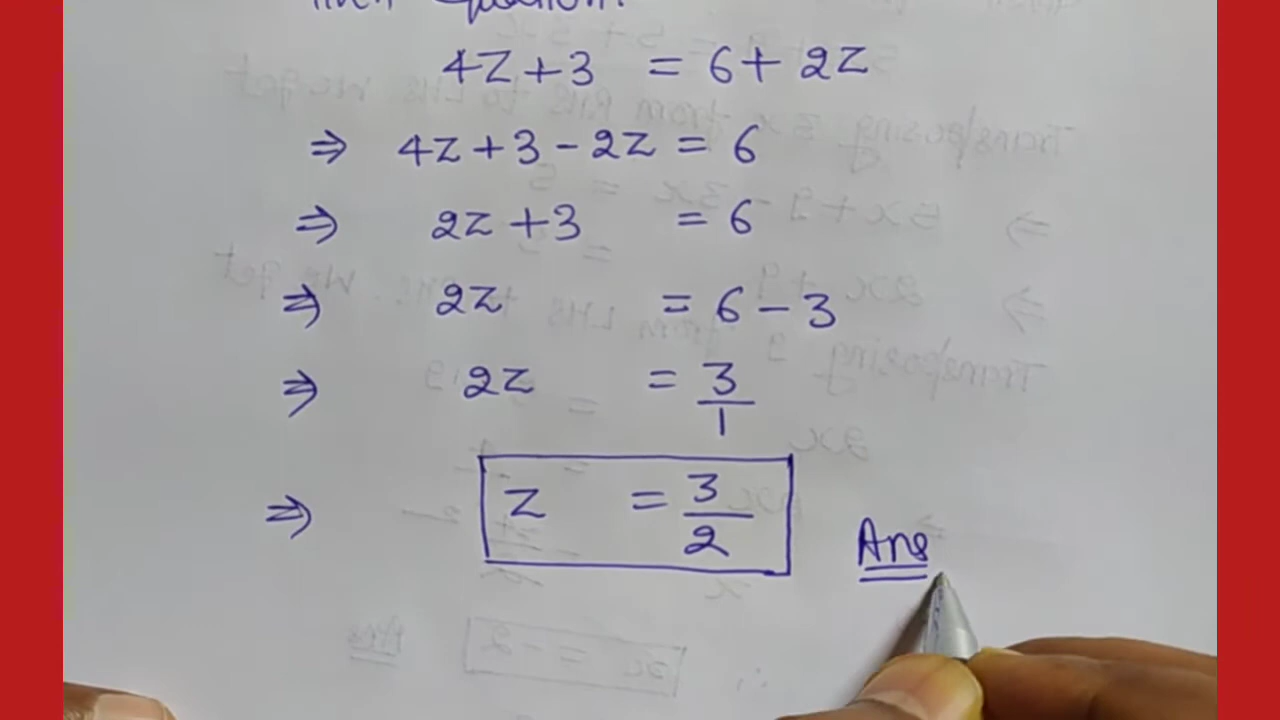 4Z+3 = 6+2Z
⇒ 4Z+3-2Z = 6
⇒ 2Z+3 = 6
⇒ 2Z = 6-3
⇒ 2Z = 3/1
⇒ Z = 3/2 Ans